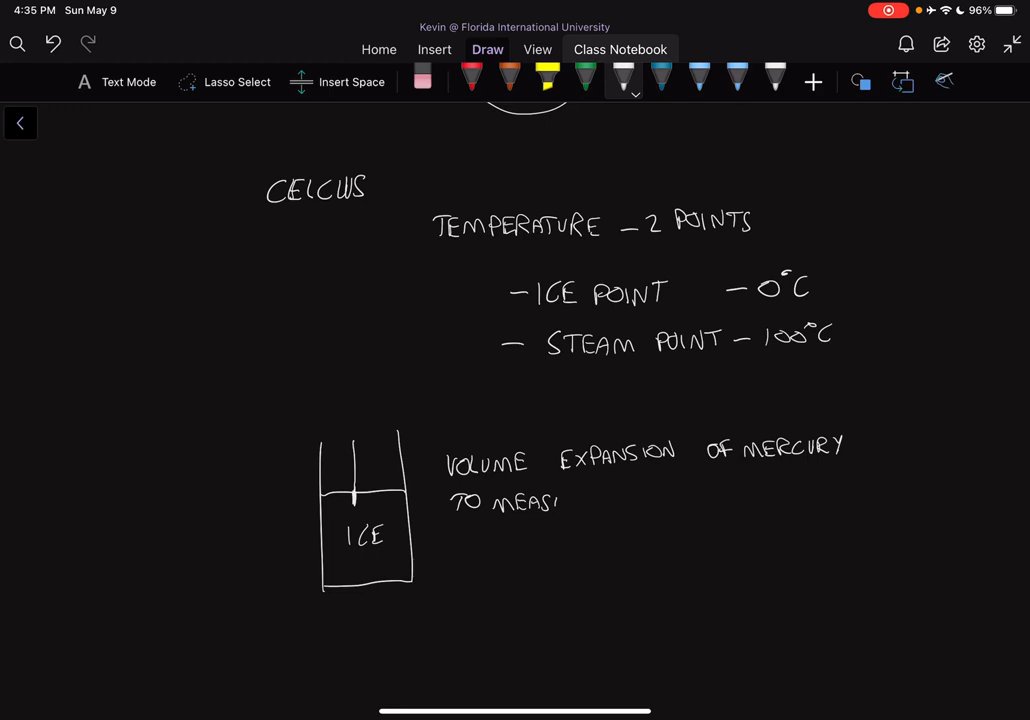 4:35 PM Sun May 9 96%
Kevin @ Florida International University
Home Insert Draw View Class Notebook
A Text Mode Lasso Select Insert Space
CELCIUS
TEMPERATURE - 2 POINTS
- ICE POINT - 0°C
- STEAM POINT - 100°C
VOLUME EXPANSION OF MERCURY
TO MEAS
ICE